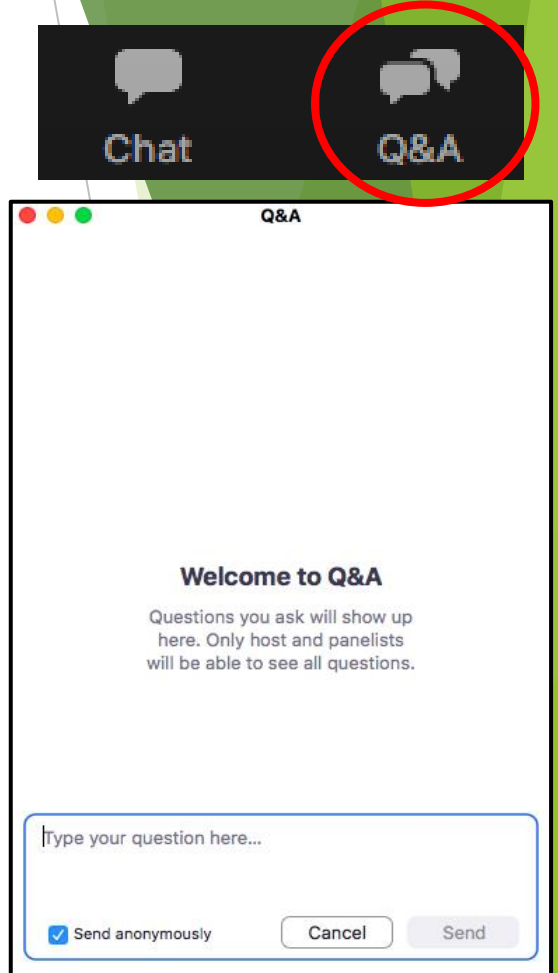 Chat Q&A
Q&A
Welcome to Q&A
Questions you ask will show up
here. Only host and panelists
will be able to see all questions.
Type your question here...
Send anonymously Cancel Send